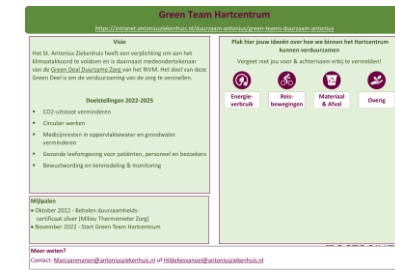 Green Team Hartcentrum
https://intranet.antoniusziekenhuis.nl/duurzaam-antonius/green-teams-duurzaam-antonius
Visie
Het St. Antonius Ziekenhuis heeft een verplichting om aan het
klimaatakkoord te voldoen en is daarnaast medeondertekenaar
van de Green Deal Duurzame Zorg van het RIVM. Het doel van deze
Green Deal is om de verduurzaming van de zorg te versnellen.
Doelstellingen 2022-2025
• CO2-uitstoot verminderen
• Circulair werken
• Medicijnresten in oppervlaktewater en grondwater
verminderen
• Gezonde leefomgeving voor patiënten, personeel en bezoekers
• Bewustwording en kennisdeling & monitoring
Plak hier jouw ideeën over hoe we binnen het Hartcentrum
kunnen verduurzamen
Vergeet niet jou voor & achternaam erbij te vermelden!
Energie-
verbruik
Reis-
bewegingen
Materiaal
& Afval
Overig
Mijlpalen
• Oktober 2022 - Behalen duurzaamheids-
certificaat zilver (Milieu Thermometer Zorg)
• November 2022 - Start Green Team Hartcentrum
Meer weten?
Contact: Marcvanmanen@antoniusziekenhuis.nl of Hildeliesvanoei@antoniusziekenhuis.nl